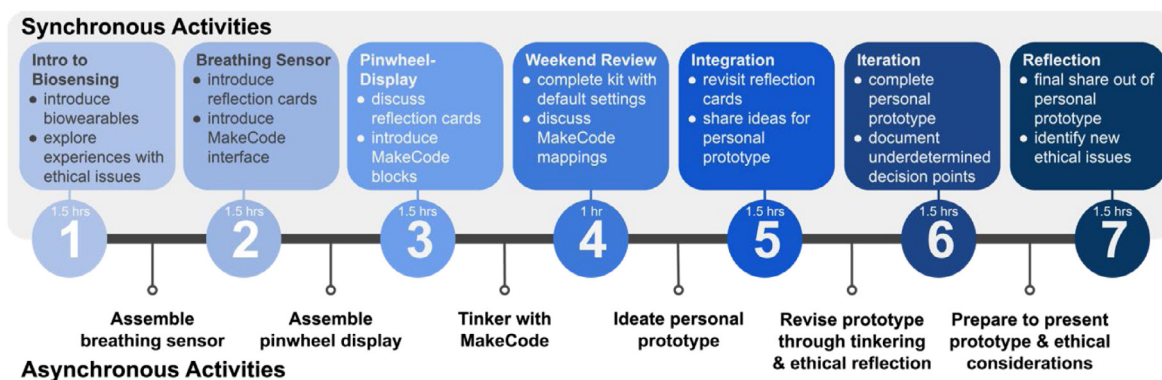 Synchronous Activities
Intro to
Biosensing
● introduce
biowearables
● explore
experiences with
ethical issues
Breathing Sensor
● introduce
reflection cards
● introduce
MakeCode
interface
Pinwheel-
Display
● discuss
reflection cards
● introduce
MakeCode
blocks
Weekend Review
● complete kit with
default settings
● discuss
MakeCode
mappings
Integration
● revisit reflection
cards
● share ideas for
personal
prototype
Iteration
● complete
personal
prototype
● document
underdetermined
decision points
Reflection
● final share out of
personal
prototype
● identify new
ethical issues
1.5 hrs
1
1.5 hrs
2
1.5 hrs
3
1 hr
4
1.5 hrs
5
1.5 hrs
6
1.5 hrs
7
Assemble
breathing sensor
Assemble
pinwheel display
Tinker with
MakeCode
Ideate personal
prototype
Revise prototype
through tinkering
& ethical reflection
Prepare to present
prototype & ethical
considerations
Asynchronous Activities